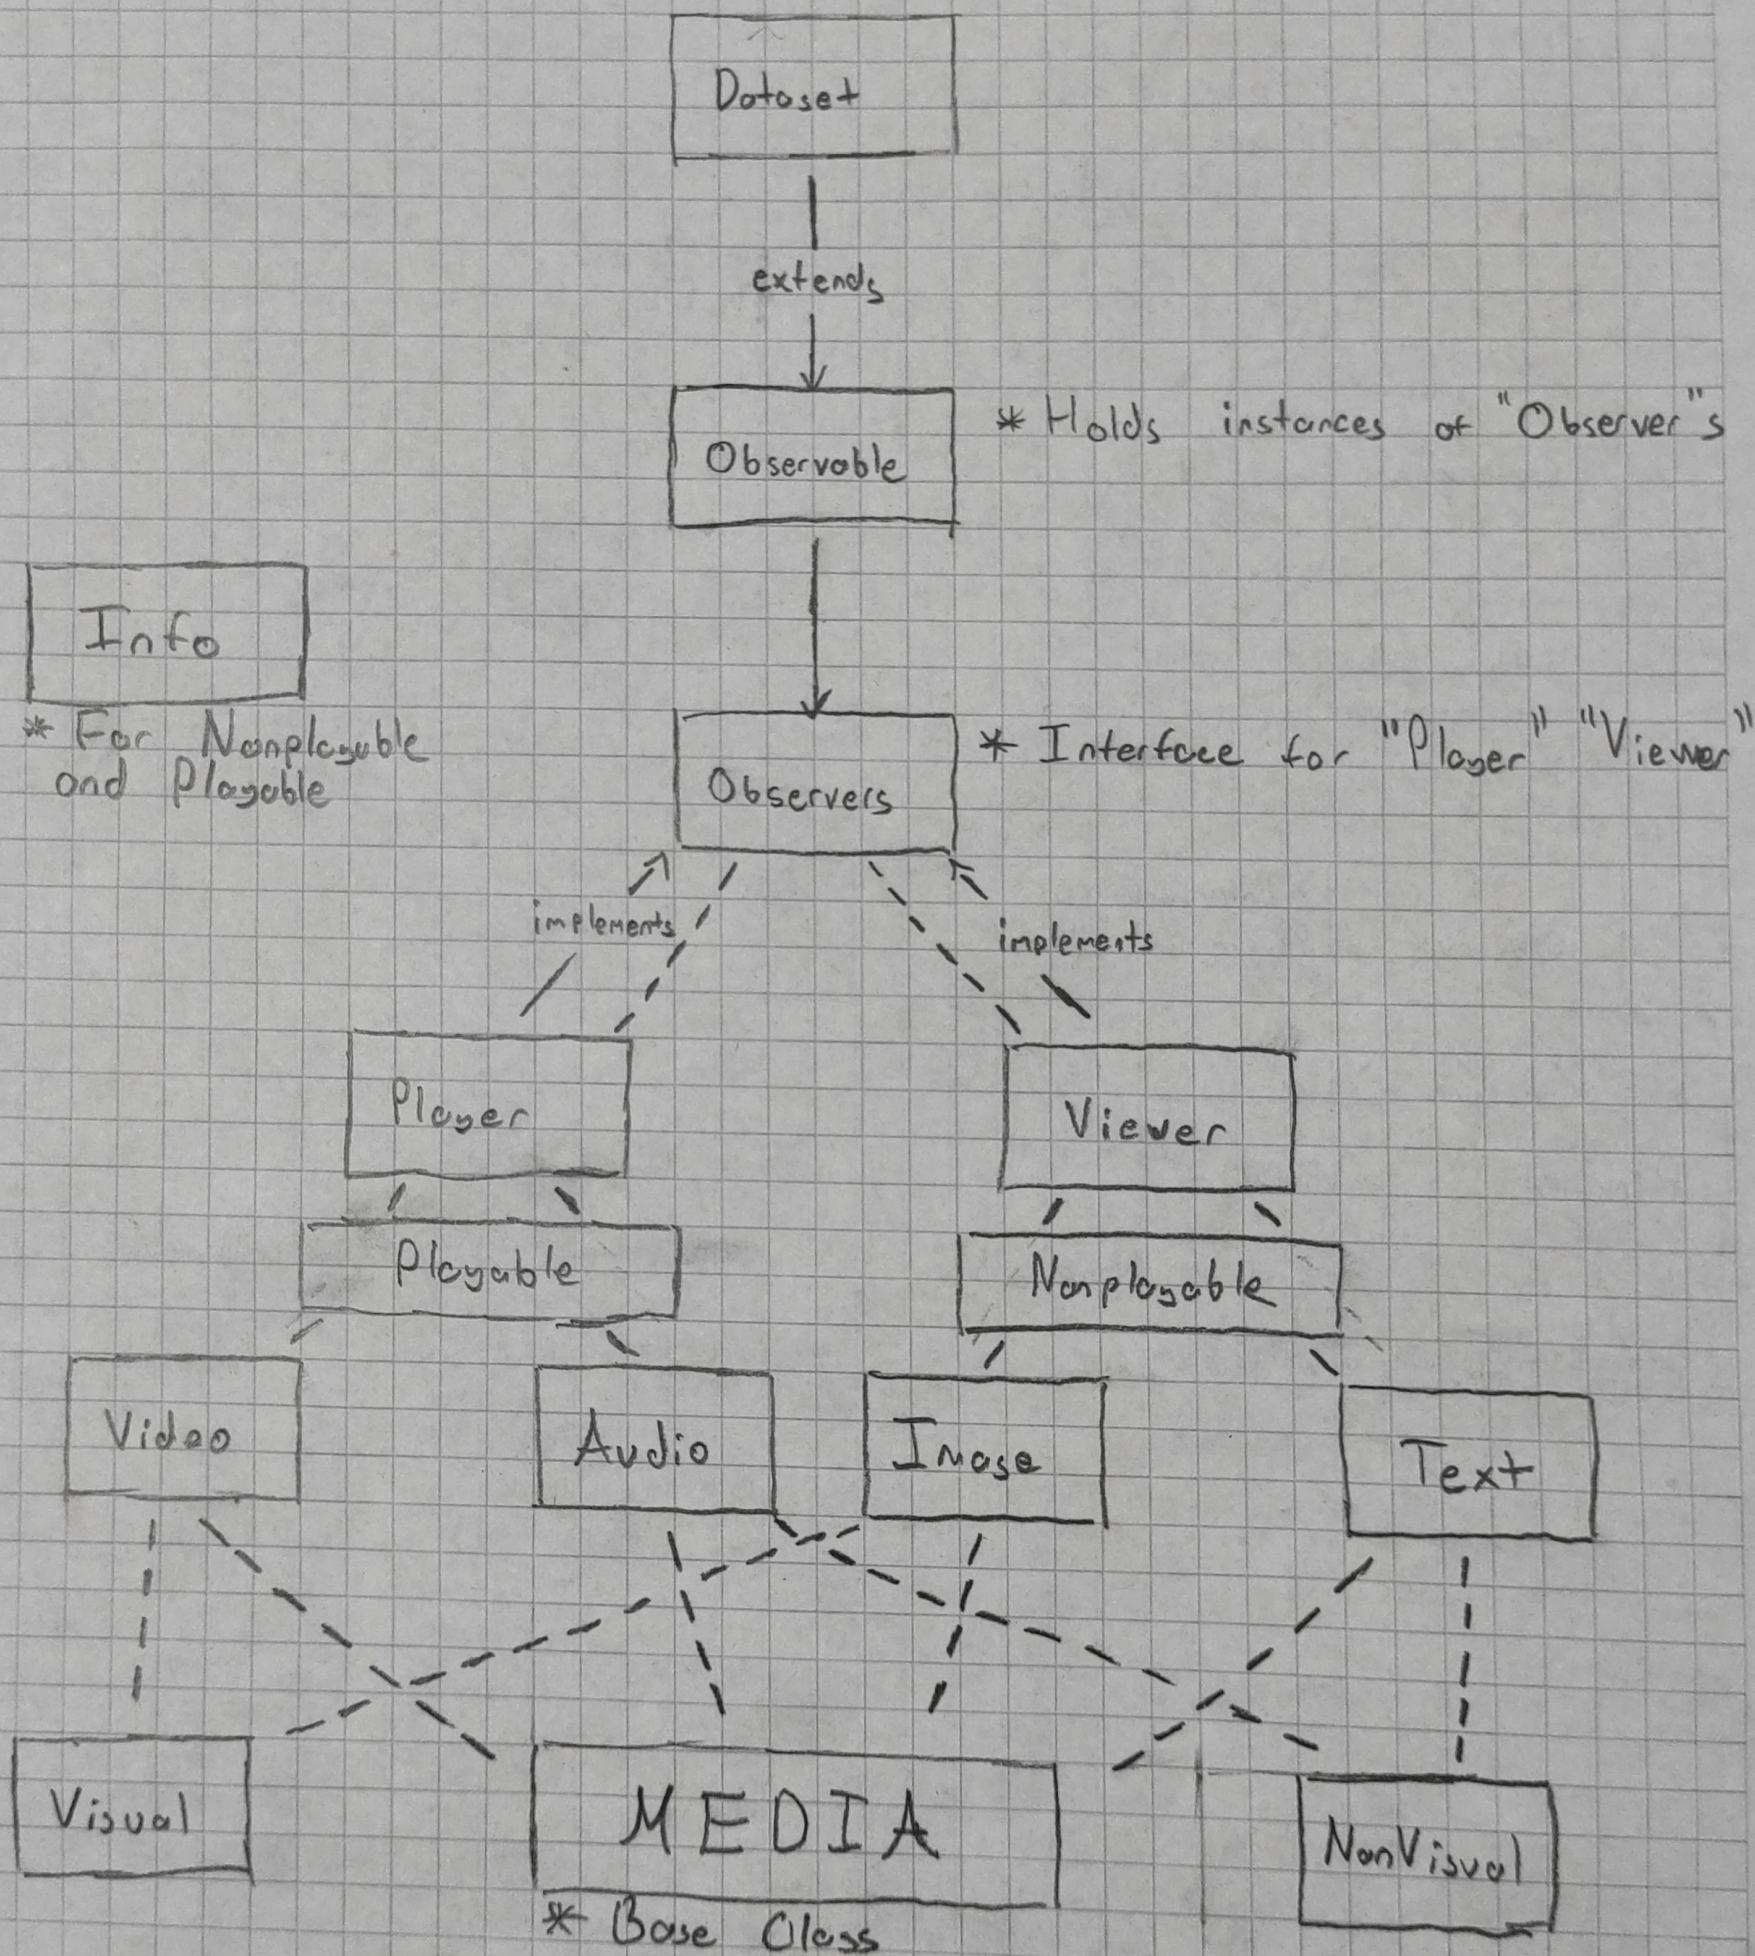 Dataset
extends
Observable
* Holds instances of "Observer"s
Info
* For Nonplayable
and Playable
Observers
* Interface for "Player" "Viewer"
implements
implements
Player
Viewer
Playable
Nonplayable
Video
Audio
Image
Text
Visual
MEDIA
NonVisual
* Base Class